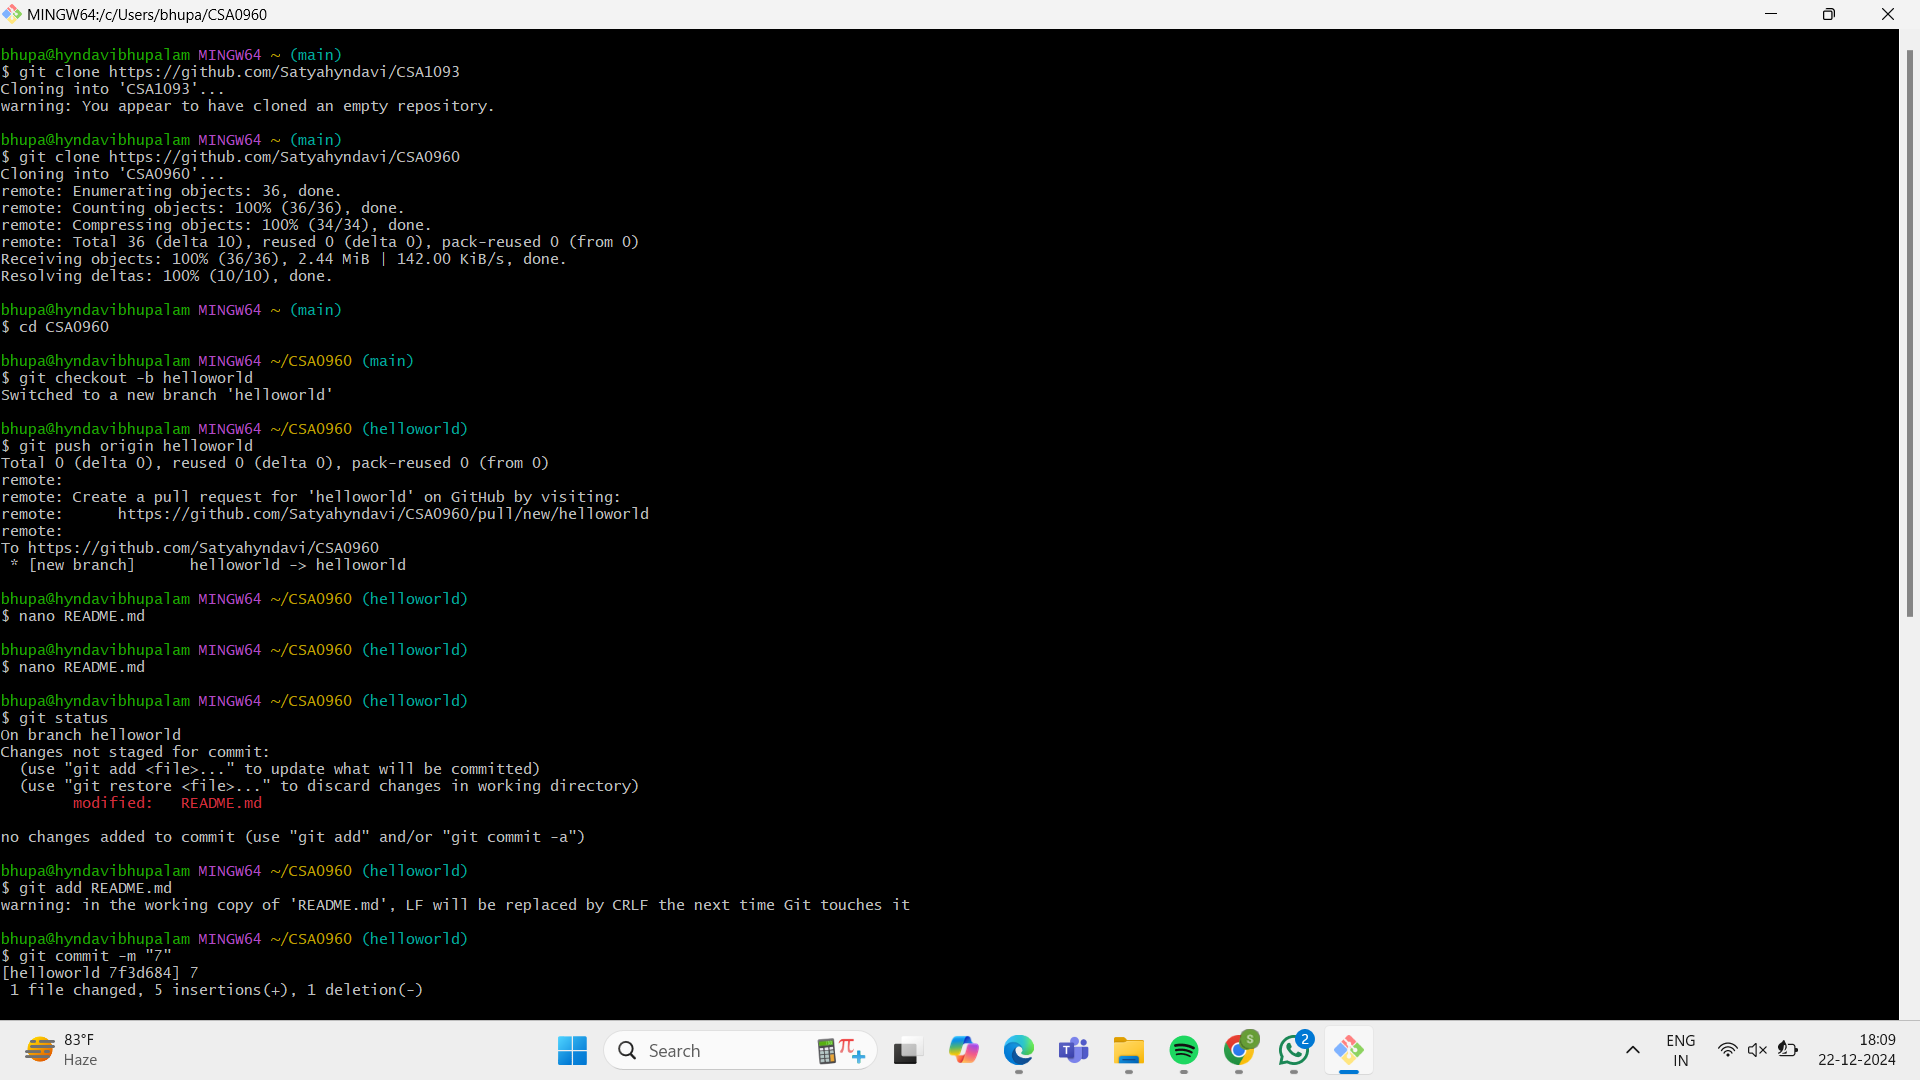 MINGW64:/c/Users/bhupa/CSA0960
bhupa@hyndavibhupalam MINGW64 ~ (main)
$ git clone https://github.com/Satyahyndavi/CSA1093
Cloning into 'CSA1093'...
warning: You appear to have cloned an empty repository.
bhupa@hyndavibhupalam MINGW64 ~ (main)
$ git clone https://github.com/Satyahyndavi/CSA0960
Cloning into 'CSA0960'...
remote: Enumerating objects: 36, done.
remote: Counting objects: 100% (36/36), done.
remote: Compressing objects: 100% (34/34), done.
remote: Total 36 (delta 10), reused 0 (delta 0), pack-reused 0 (from 0)
Receiving objects: 100% (36/36), 2.44 MiB | 142.00 KiB/s, done.
Resolving deltas: 100% (10/10), done.
bhupa@hyndavibhupalam MINGW64 ~ (main)
$ cd CSA0960
bhupa@hyndavibhupalam MINGW64 ~/CSA0960 (main)
$ git checkout -b helloworld
Switched to a new branch 'helloworld'
bhupa@hyndavibhupalam MINGW64 ~/CSA0960 (helloworld)
$ git push origin helloworld
Total 0 (delta 0), reused 0 (delta 0), pack-reused 0 (from 0)
remote:
remote: Create a pull request for 'helloworld' on GitHub by visiting:
remote:      https://github.com/Satyahyndavi/CSA0960/pull/new/helloworld
remote:
To https://github.com/Satyahyndavi/CSA0960
 * [new branch]      helloworld -> helloworld
bhupa@hyndavibhupalam MINGW64 ~/CSA0960 (helloworld)
$ nano README.md
bhupa@hyndavibhupalam MINGW64 ~/CSA0960 (helloworld)
$ nano README.md
bhupa@hyndavibhupalam MINGW64 ~/CSA0960 (helloworld)
$ git status
On branch helloworld
Changes not staged for commit:
  (use "git add <file>..." to update what will be committed)
  (use "git restore <file>..." to discard changes in working directory)
        modified:   README.md
no changes added to commit (use "git add" and/or "git commit -a")
bhupa@hyndavibhupalam MINGW64 ~/CSA0960 (helloworld)
$ git add README.md
warning: in the working copy of 'README.md', LF will be replaced by CRLF the next time Git touches it
bhupa@hyndavibhupalam MINGW64 ~/CSA0960 (helloworld)
$ git commit -m "7"
[helloworld 7f3d684] 7
 1 file changed, 5 insertions(+), 1 deletion(-)
83°F
Haze
Search
S
2
ENG
IN
18:09
22-12-2024